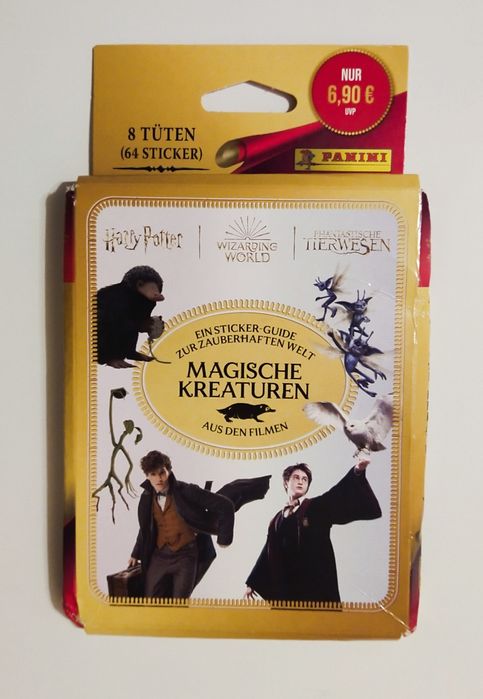 8 TÜTEN
(64 STICKER)
NUR
6,90 €
UVP
PANINI
Harry Potter
WIZARDING
WORLD
PHANTASTISCHE
TIERWESEN
EIN STICKER-GUIDE
ZUR ZAUBERHAFTEN WELT
MAGISCHE
KREATUREN
AUS DEN FILMEN